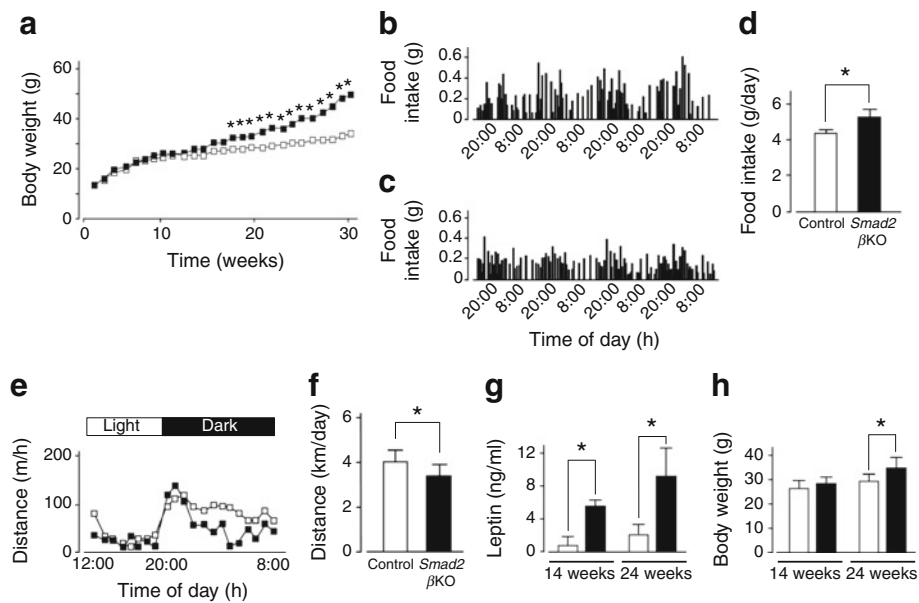 a
Body weight (g)
60
40
20
0
* * * * * * * * * * * * * *
0 10 20 30
Time (weeks)
b
Food
intake (g)
0.6
0.4
0.2
0
20:00 8:00 20:00 8:00 20:00 8:00 20:00 8:00
c
Food
intake (g)
0.6
0.4
0.2
0
20:00 8:00 20:00 8:00 20:00 8:00 20:00 8:00
Time of day (h)
d
Food intake (g/day)
6
4
2
0
*
Control Smad2
βKO
e
Light Dark
Distance (m/h)
200
100
0
12:00 20:00 8:00
Time of day (h)
f
Distance (km/day)
6
4
2
0
*
Control Smad2
βKO
g
Leptin (ng/ml)
12
8
4
0
* *
14 weeks 24 weeks
h
Body weight (g)
40
30
20
10
0
*
14 weeks 24 weeks